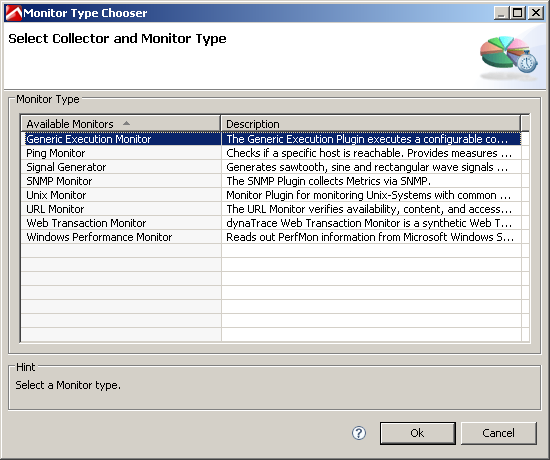 Monitor Type Chooser
Select Collector and Monitor Type
Monitor Type
Available Monitors Description
Generic Execution Monitor The Generic Execution Plugin executes a configurable co...
Ping Monitor Checks if a specific host is reachable. Provides measures ...
Signal Generator Generates sawtooth, sine and rectangular wave signals ...
SNMP Monitor The SNMP Plugin collects Metrics via SNMP.
Unix Monitor Monitor Plugin for monitoring Unix-Systems with common ...
URL Monitor The URL Monitor verifies availability, content, and access...
Web Transaction Monitor dynaTrace Web Transaction Monitor is a synthetic Web T...
Windows Performance Monitor Reads out PerfMon information from Microsoft Windows S...
Hint
Select a Monitor type.
? Ok Cancel